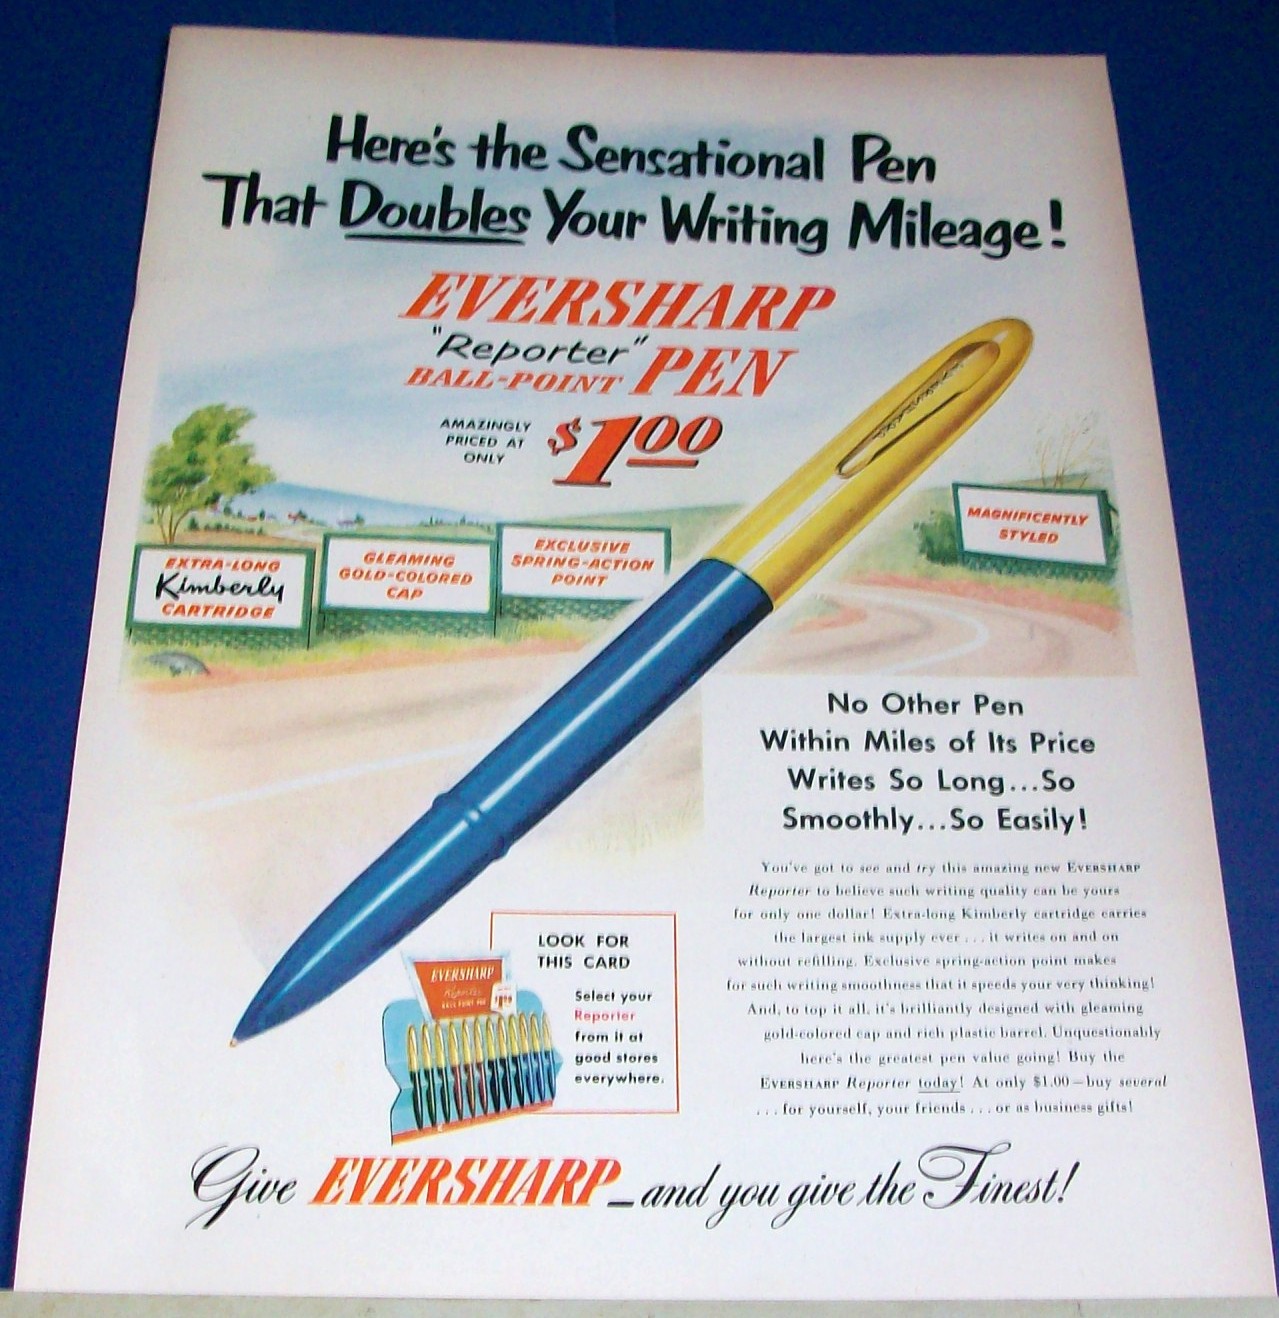 Here's the Sensational Pen
That Doubles Your Writing Mileage!
EVERSHARP
"Reporter"
BALL-POINT PEN
AMAZINGLY
PRICED AT
ONLY
$1.00
EXTRA-LONG
Kimberly
CARTRIDGE
GLEAMING
GOLD-COLORED
CAP
EXCLUSIVE
SPRING-ACTION
POINT
MAGNIFICENTLY
STYLED
EVERSHARP
No Other Pen
Within Miles of Its Price
Writes So Long...So
Smoothly...So Easily!
You've got to see and try this amazing new EVERSHARP
Reporter to believe such writing quality can be yours
for only one dollar! Extra-long Kimberly cartridge carries
the largest ink supply ever...it writes on and on
without refilling. Exclusive spring-action point makes
for such writing smoothness that it speeds your very thinking!
And, to top it all, it's brilliantly designed with gleaming
gold-colored cap and rich plastic barrel. Unquestionably
here's the greatest pen value going! Buy the
EVERSHARP Reporter today! At only $1.00—buy several
...for yourself, your friends...or as business gifts!
LOOK FOR
THIS CARD
Select your
Reporter
from it at
good stores
everywhere.
EVERSHARP
Reporter
BALL POINT PEN
Give EVERSHARP—and you give the Finest!